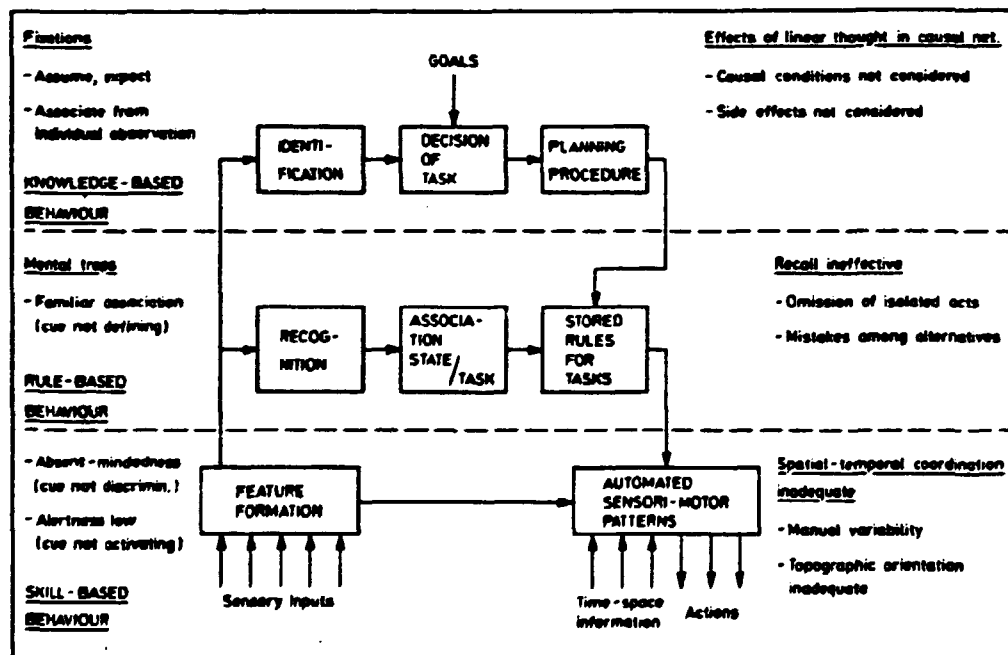 Fixations
- Assume, expect
- Associate from
individual observation
KNOWLEDGE-BASED
BEHAVIOUR
GOALS
IDENTI-
FICATION
DECISION
OF
TASK
PLANNING
PROCEDURE
Effects of linear thought in causal net.
- Causal conditions not considered
- Side effects not considered
Mental traps
- Familiar association
(cue not defining)
RULE-BASED
BEHAVIOUR
RECOG-
NITION
ASSOCIA-
TION
STATE
/TASK
STORED
RULES
FOR
TASKS
Recall ineffective
- Omission of isolated acts
- Mistakes among alternatives
- Absent-mindedness
(cue not discrimin.)
- Alertness low
(cue not activating)
SKILL-BASED
BEHAVIOUR
FEATURE
FORMATION
Sensory inputs
AUTOMATED
SENSORI-MOTOR
PATTERNS
Time-space
information
Actions
Spatial-temporal coordination
inadequate
- Manual variability
- Topographic orientation
inadequate